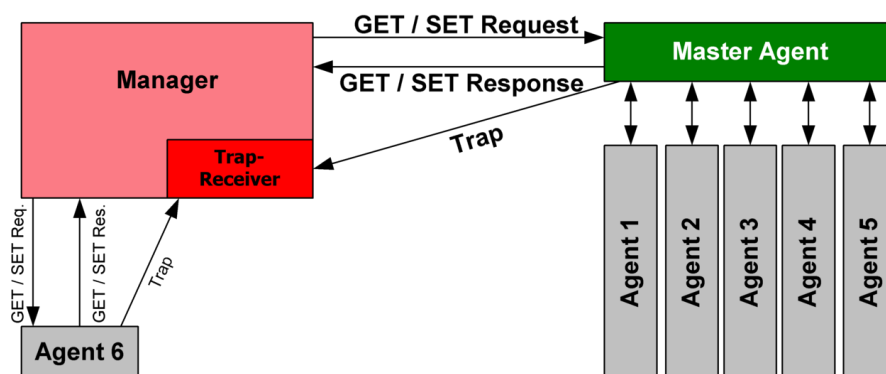 GET / SET Request
Manager
Master Agent
GET / SET Response
Trap
Trap-
Receiver
GET / SET Req.
GET / SET Res.
Trap
Agent 1
Agent 2
Agent 3
Agent 4
Agent 5
Agent 6